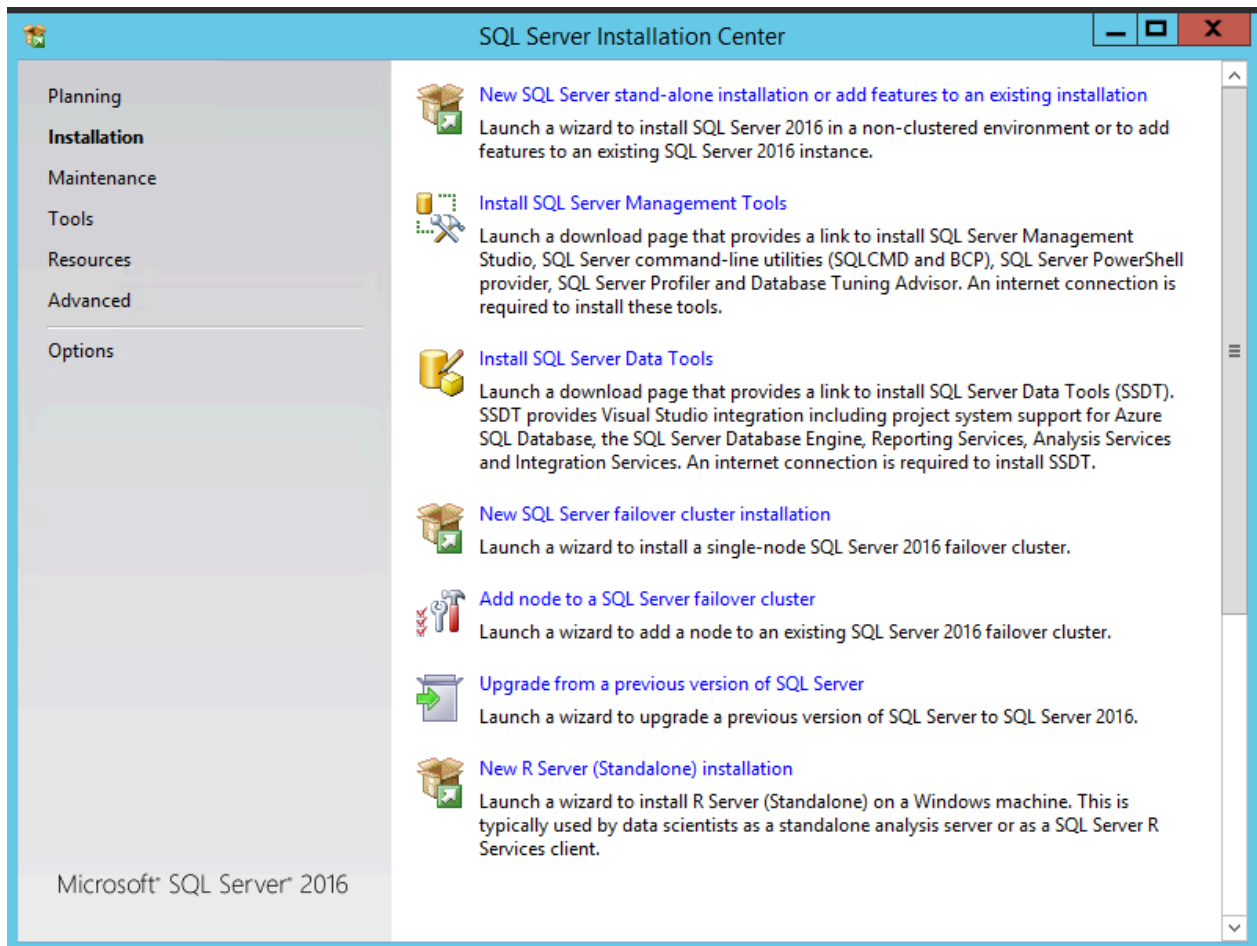 SQL Server Installation Center
Planning
Installation
Maintenance
Tools
Resources
Advanced
Options
Microsoft® SQL Server® 2016
New SQL Server stand-alone installation or add features to an existing installation
Launch a wizard to install SQL Server 2016 in a non-clustered environment or to add
features to an existing SQL Server 2016 instance.
Install SQL Server Management Tools
Launch a download page that provides a link to install SQL Server Management
Studio, SQL Server command-line utilities (SQLCMD and BCP), SQL Server PowerShell
provider, SQL Server Profiler and Database Tuning Advisor. An internet connection is
required to install these tools.
Install SQL Server Data Tools
Launch a download page that provides a link to install SQL Server Data Tools (SSDT).
SSDT provides Visual Studio integration including project system support for Azure
SQL Database, the SQL Server Database Engine, Reporting Services, Analysis Services
and Integration Services. An internet connection is required to install SSDT.
New SQL Server failover cluster installation
Launch a wizard to install a single-node SQL Server 2016 failover cluster.
Add node to a SQL Server failover cluster
Launch a wizard to add a node to an existing SQL Server 2016 failover cluster.
Upgrade from a previous version of SQL Server
Launch a wizard to upgrade a previous version of SQL Server to SQL Server 2016.
New R Server (Standalone) installation
Launch a wizard to install R Server (Standalone) on a Windows machine. This is
typically used by data scientists as a standalone analysis server or as a SQL Server R
Services client.